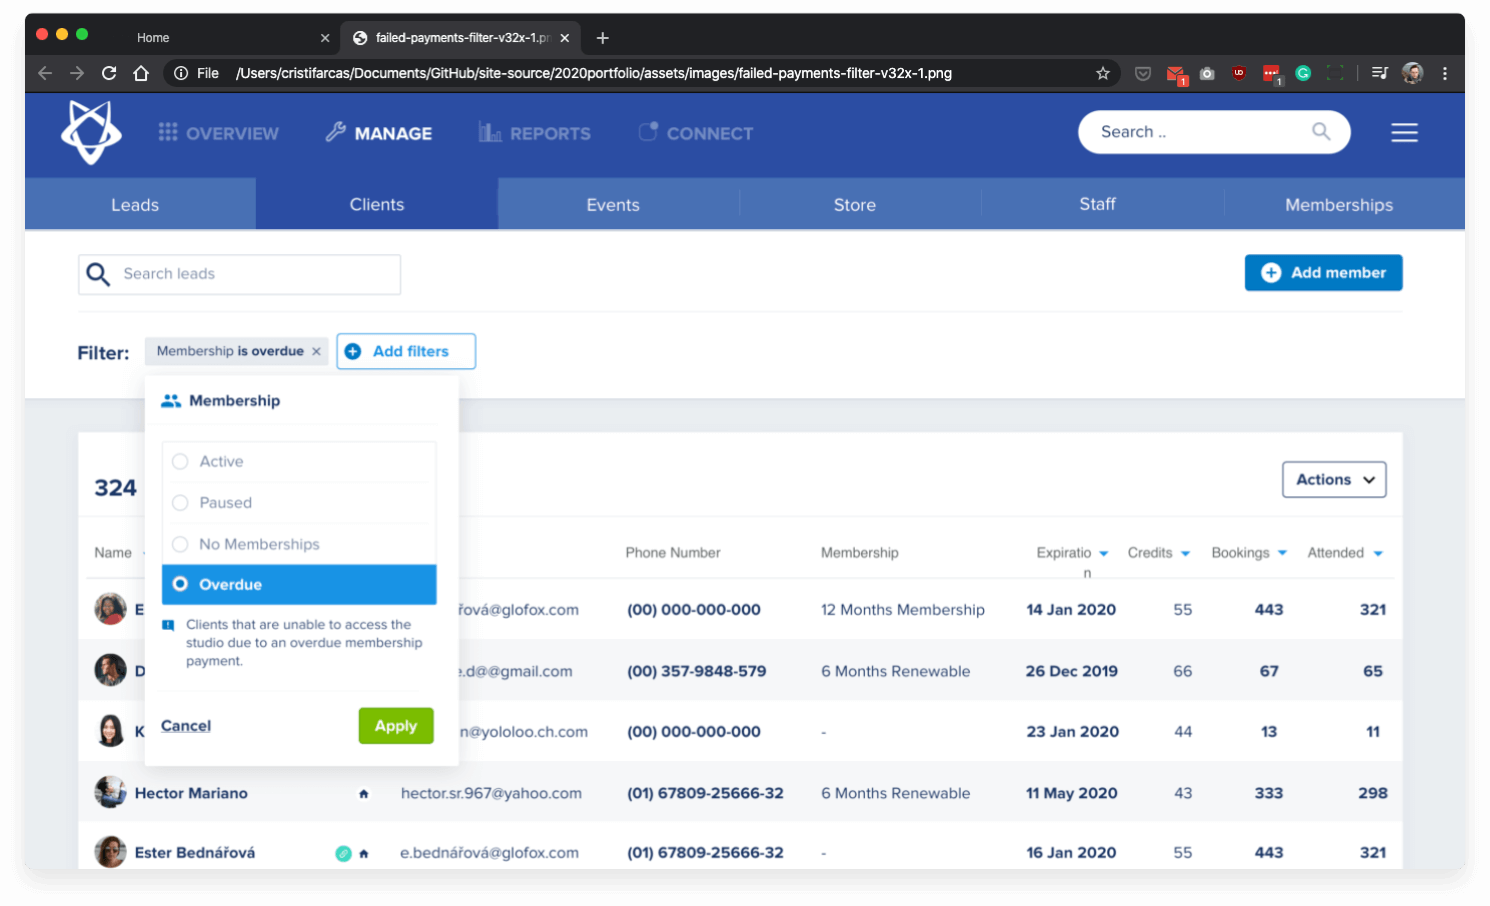 Home
failed-payments-filter-v32x-1.pn
File /Users/cristifarcas/Documents/GitHub/site-source/2020portfolio/assets/images/failed-payments-filter-v32x-1.png
1
1
OVERVIEW
MANAGE
REPORTS
CONNECT
Search ..
Leads
Clients
Events
Store
Staff
Memberships
Search leads
Add member
Filter:
Membership is overdue
Add filters
Membership
Active
Paused
No Memberships
Overdue
Clients that are unable to access the
studio due to an overdue membership
payment.
Cancel
Apply
324
Actions
Name
Phone Number
Membership
Expiratio
n
Credits
Bookings
Attended
E
řová@glofox.com
(00) 000-000-000
12 Months Membership
14 Jan 2020
55
443
321
D
e.d@@gmail.com
(00) 357-9848-579
6 Months Renewable
26 Dec 2019
66
67
65
K
n@yololoo.ch.com
(00) 000-000-000
-
23 Jan 2020
44
13
11
Hector Mariano
hector.sr.967@yahoo.com
(01) 67809-25666-32
6 Months Renewable
11 May 2020
43
333
298
Ester Bednářová
e.bednářová@glofox.com
(01) 67809-25666-32
-
16 Jan 2020
55
443
321